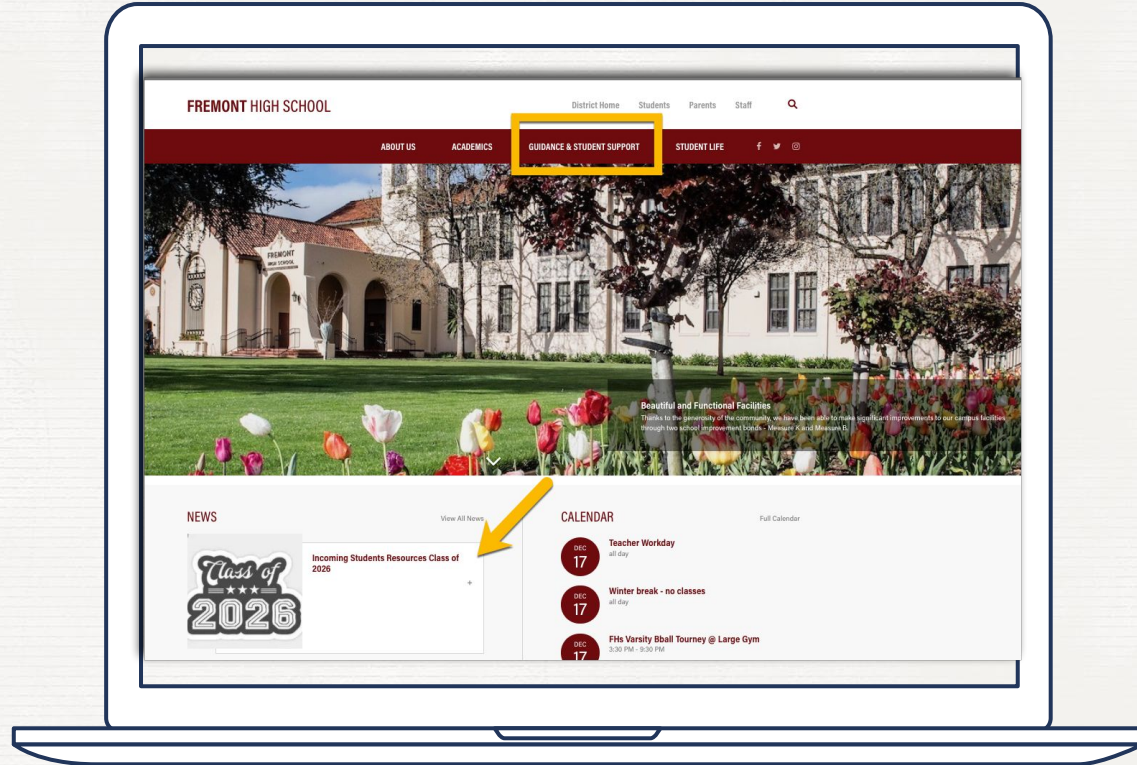 FREMONT HIGH SCHOOL
District Home Students Parents Staff
ABOUT US ACADEMICS GUIDANCE & STUDENT SUPPORT STUDENT LIFE
FREMONT
HIGH SCHOOL
Beautiful and Functional Facilities
Thanks to the generosity of the community, we have been able to make significant improvements to our campus facilities
through two school improvement bonds - Measure K and Measure B.
NEWS
View All News
Class of
2026
Incoming Students Resources Class of
2026
+
CALENDAR
Full Calendar
DEC
17
Teacher Workday
all day
DEC
17
Winter break - no classes
all day
DEC
17
FHs Varsity Bball Tourney @ Large Gym
3:30 PM - 9:30 PM